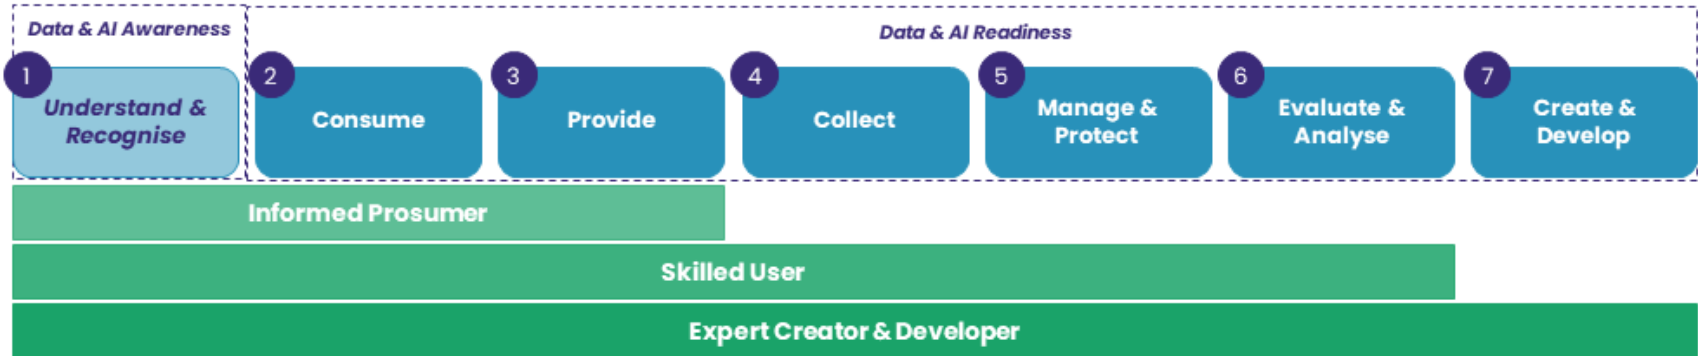 Data & AI Awareness
Data & AI Readiness
1
Understand &
Recognise
2
Consume
3
Provide
4
Collect
5
Manage &
Protect
6
Evaluate &
Analyse
7
Create &
Develop
Informed Prosumer
Skilled User
Expert Creator & Developer